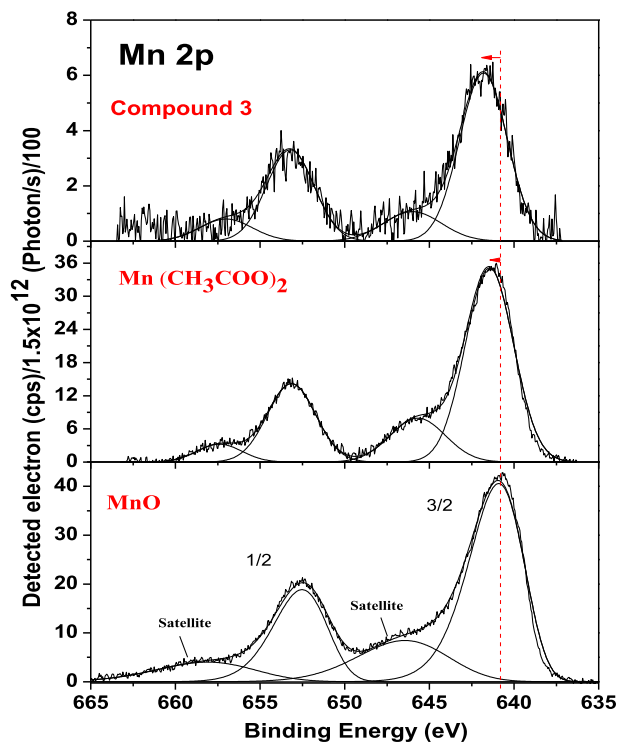 Mn 2p
Compound 3
8
6
4
2
0
Mn (CH3COO)2
36
30
24
18
12
6
0
MnO
3/2
1/2
Satellite
Satellite
40
30
20
10
0
665 660 655 650 645 640 635
Binding Energy (eV)
Detected electron (cps)/1.5x10^12 (Photon/s)/100